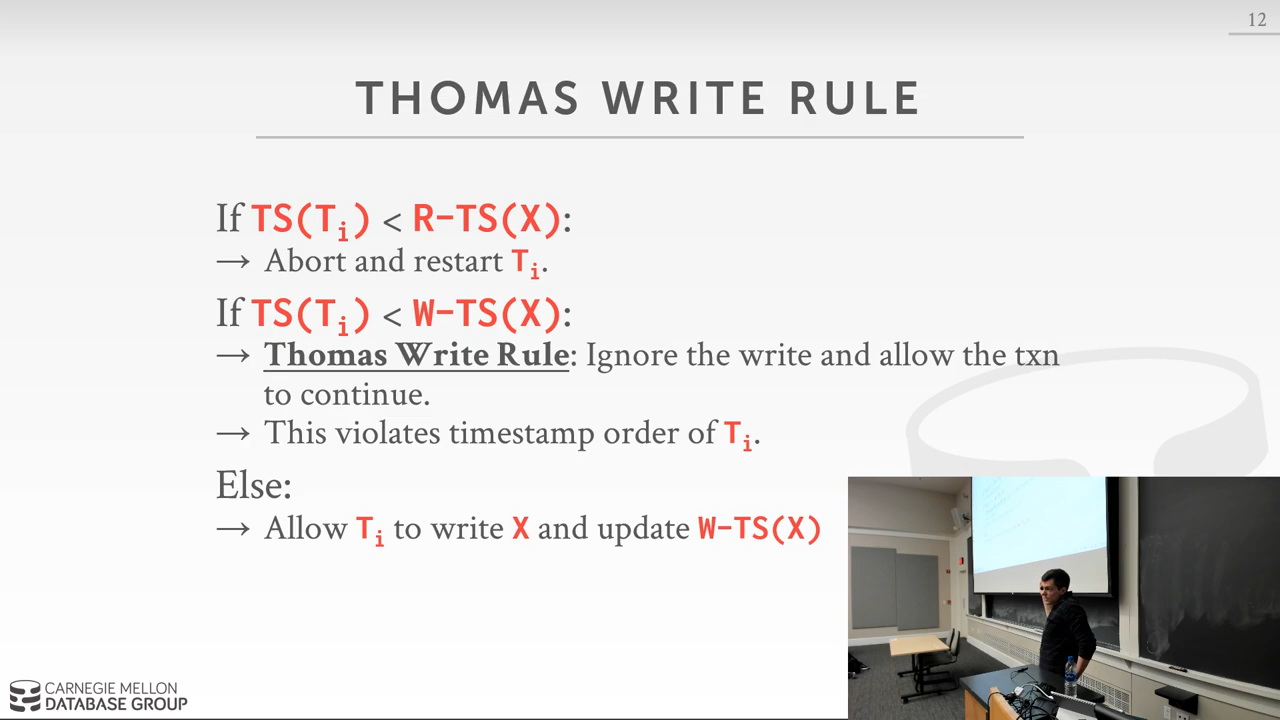 12
THOMAS WRITE RULE
If TS(Tᵢ) < R-TS(X):
→ Abort and restart Tᵢ.
If TS(Tᵢ) < W-TS(X):
→ Thomas Write Rule: Ignore the write and allow the txn
to continue.
→ This violates timestamp order of Tᵢ.
Else:
→ Allow Tᵢ to write X and update W-TS(X)
CARNEGIE MELLON
DATABASE GROUP